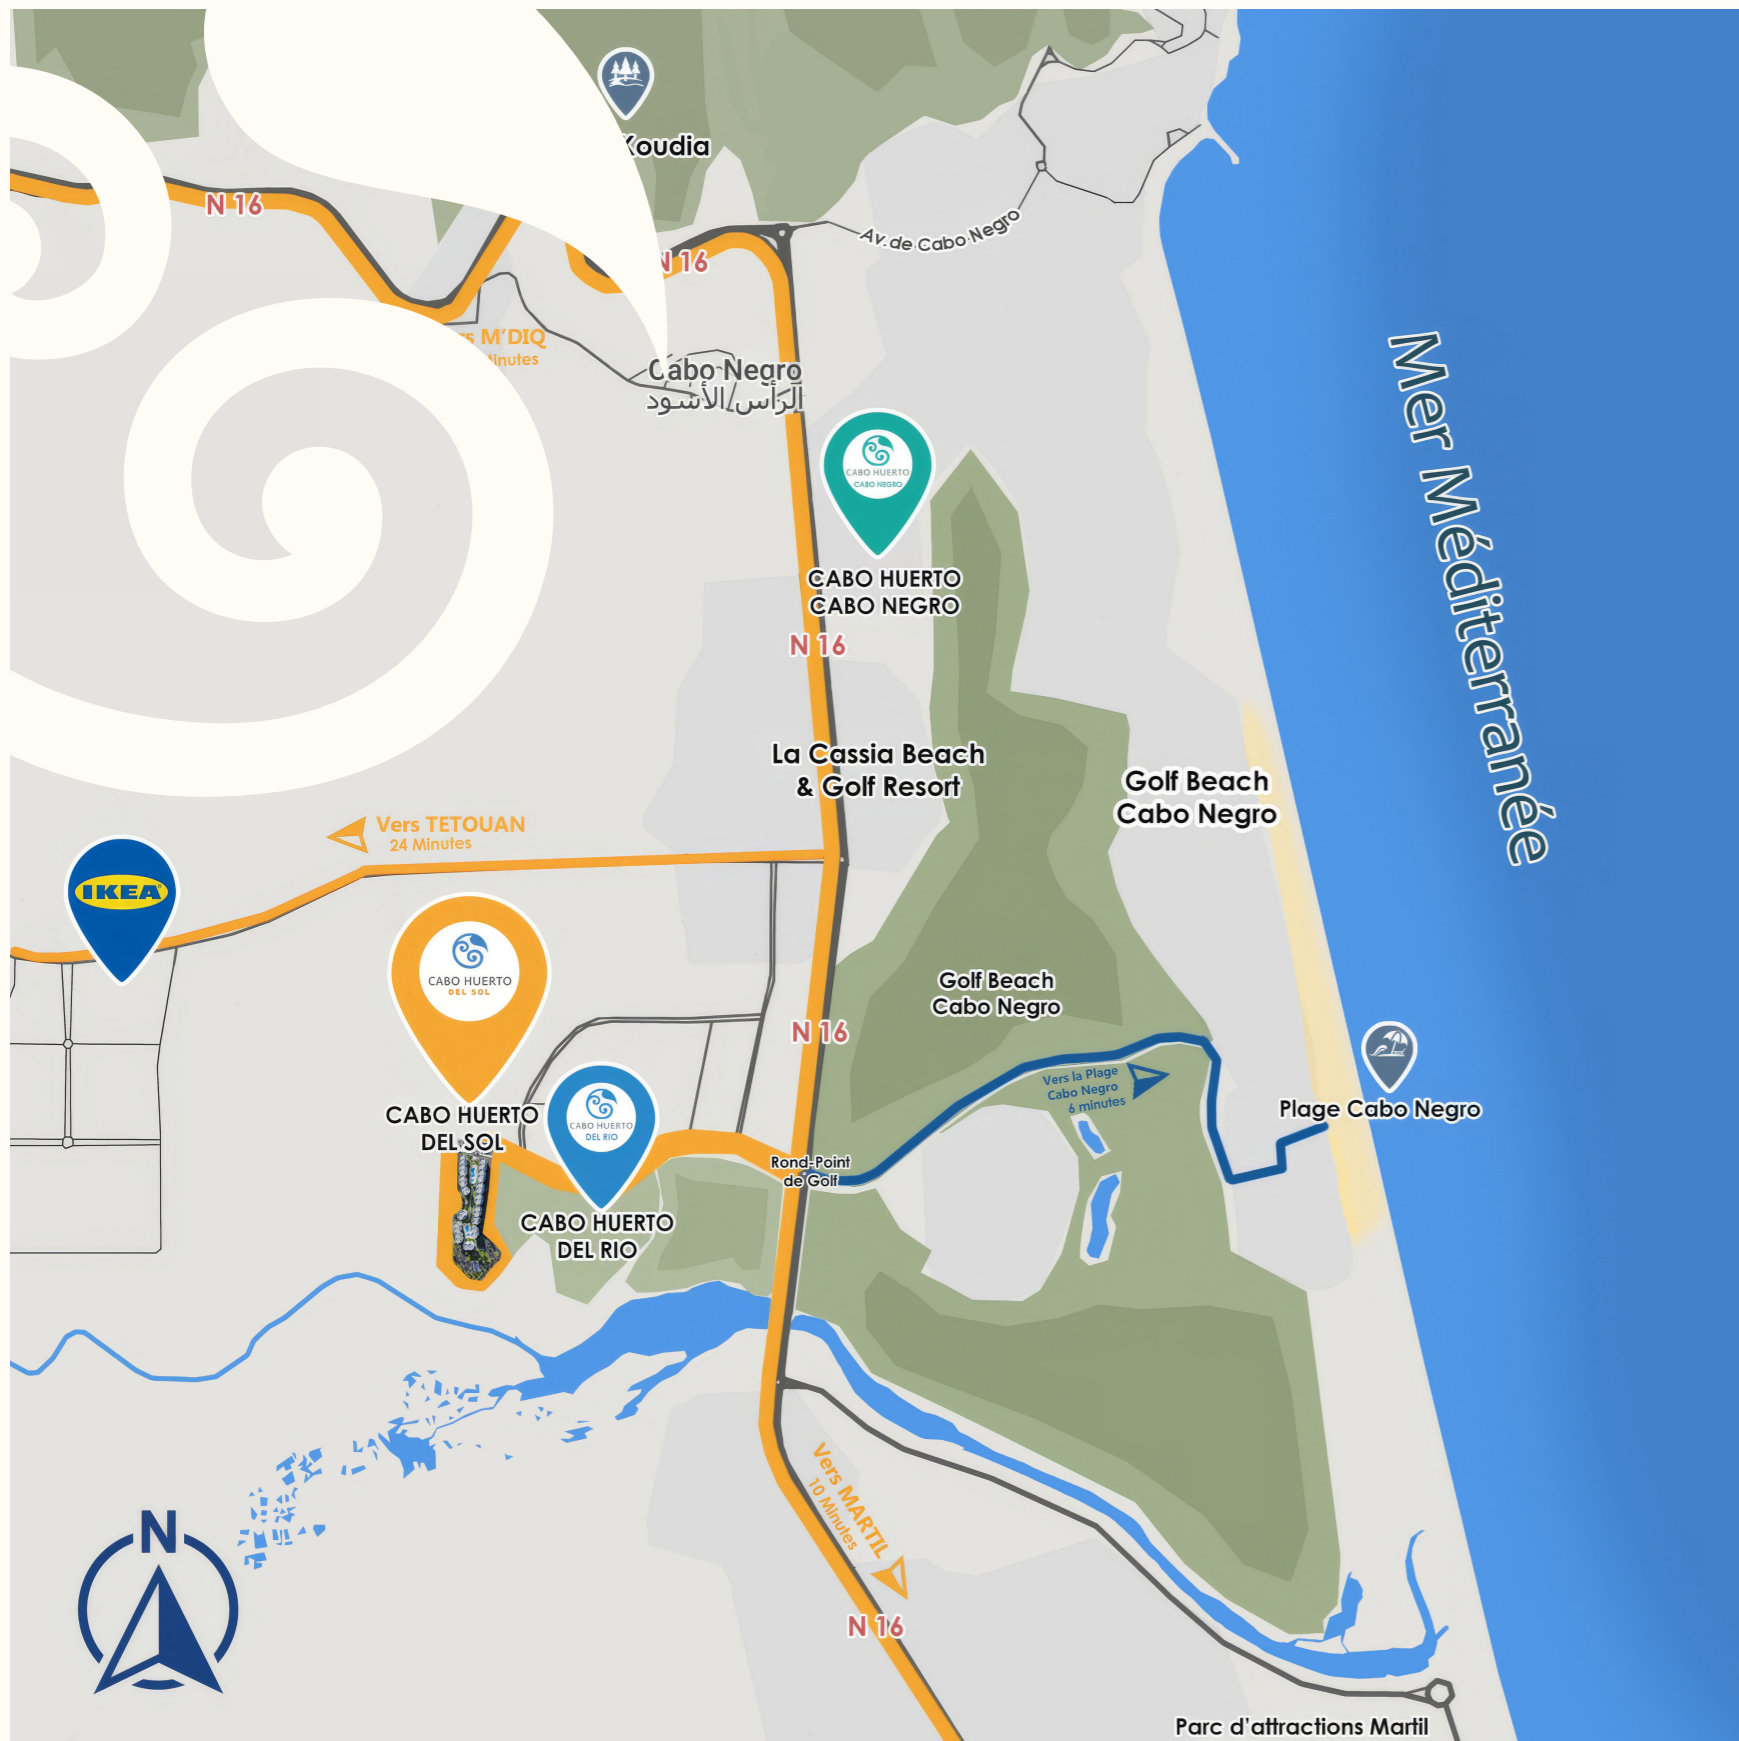 Koudia
N 16
Av. de Cabo Negro
N 16
M'DIQ
Minutes
Cabo Negro
الرأس الأسود
Mer Méditerranée
CABO HUERTO
CABO NEGRO
CABO HUERTO
CABO NEGRO
N 16
La Cassia Beach
& Golf Resort
Golf Beach
Cabo Negro
Vers TETOUAN
24 Minutes
IKEA
CABO HUERTO
DEL SOL
Golf Beach
Cabo Negro
N 16
Vers la Plage
Cabo Negro
6 minutes
Plage Cabo Negro
CABO HUERTO
DEL SOL
CABO HUERTO
DEL RIO
Rond-Point
de Golf
CABO HUERTO
DEL RIO
Vers MARTIL
10 Minutes
N
N 16
Parc d'attractions Martil